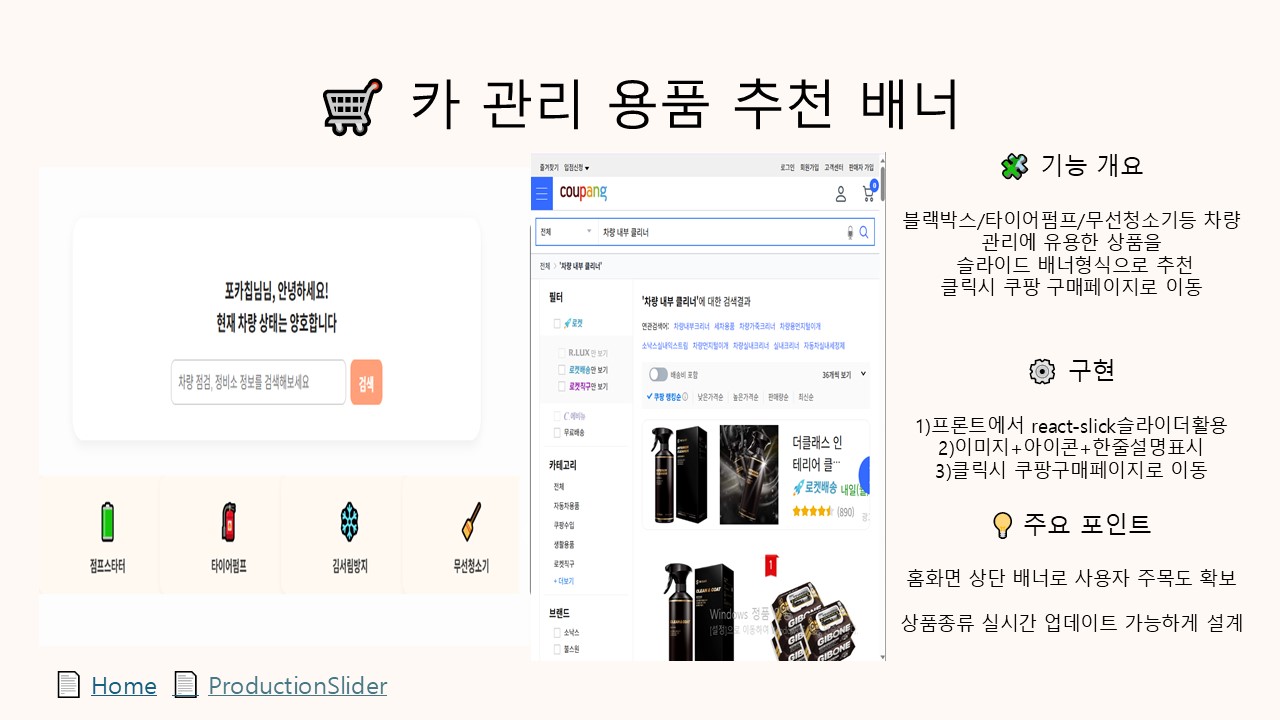 카 관리 용품 추천 배너
포카칩님님, 안녕하세요!
현재 차량 상태는 양호합니다
차량 점검, 정비소 정보를 검색해보세요
검색
점프스타터
타이어펌프
김서림방지
무선청소기
즐겨찾기 입점신청
로그인 회원가입 고객센터 판매자 가입
coupang
0
전체
차량 내부 클리너
전체 > '차량 내부 클리너'
필터
로켓
R.LUX 만 보기
로켓배송만 보기
로켓직구만 보기
무료배송
카테고리
전체
자동차용품
쿠팡수입
생활용품
로켓직구
+ 더보기
브랜드
소낙스
불스원
'차량 내부 클리너'에 대한 검색결과
연관검색어: 차량내부크리너 세차용품 차량가죽크리너 차량용먼지털이개
소낙스실내익스트림 차량먼지털이개 차량실내크리너 실내크리너 자동차실내세정제
배송비 포함
36개씩 보기
쿠팡 랭킹순 낮은가격순 높은가격순 판매량순 최신순
더클래스 인
테리어 클…
로켓배송 내일(
(890)
1
CLEAN & COAT
GIBONE
GIBONE
Windows 정품
기능 개요
블랙박스/타이어펌프/무선청소기등 차량
관리에 유용한 상품을
슬라이드 배너형식으로 추천
클릭시 쿠팡 구매페이지로 이동
구현
1)프론트에서 react-slick슬라이더활용
2)이미지+아이콘+한줄설명표시
3)클릭시 쿠팡구매페이지로 이동
주요 포인트
홈화면 상단 배너로 사용자 주목도 확보
상품종류 실시간 업데이트 가능하게 설계
Home
ProductionSlider